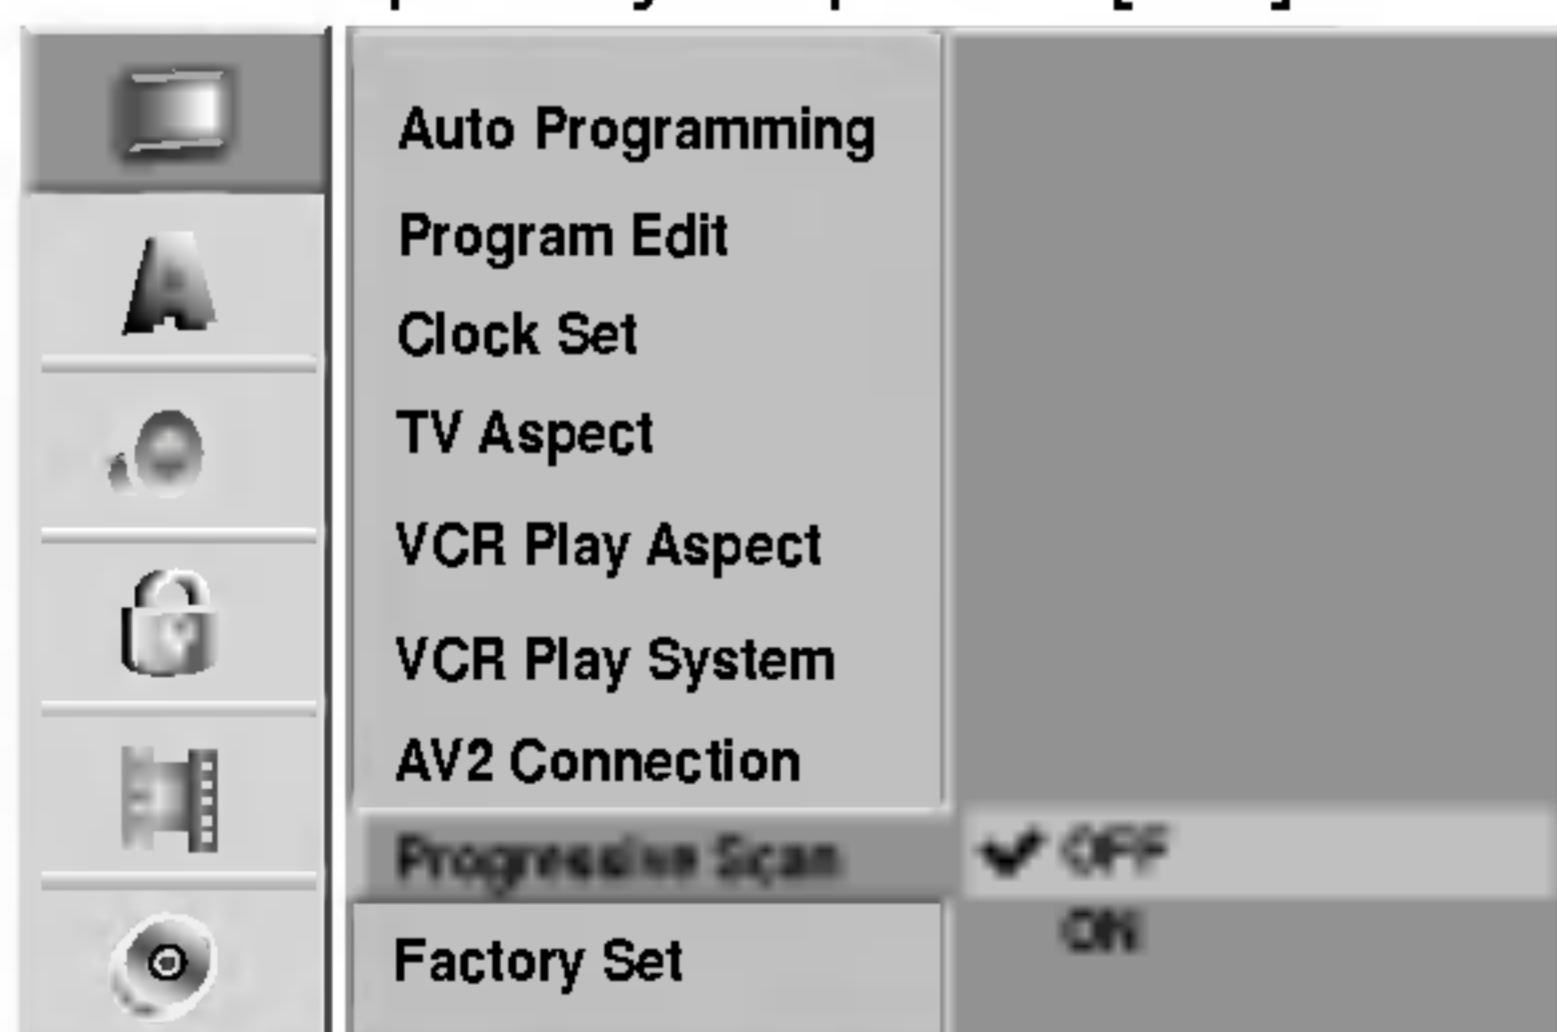 Auto Programming
Program Edit
Clock Set
TV Aspect
VCR Play Aspect
VCR Play System
AV2 Connection
Progressive Scan
OFF
ON
Factory Set